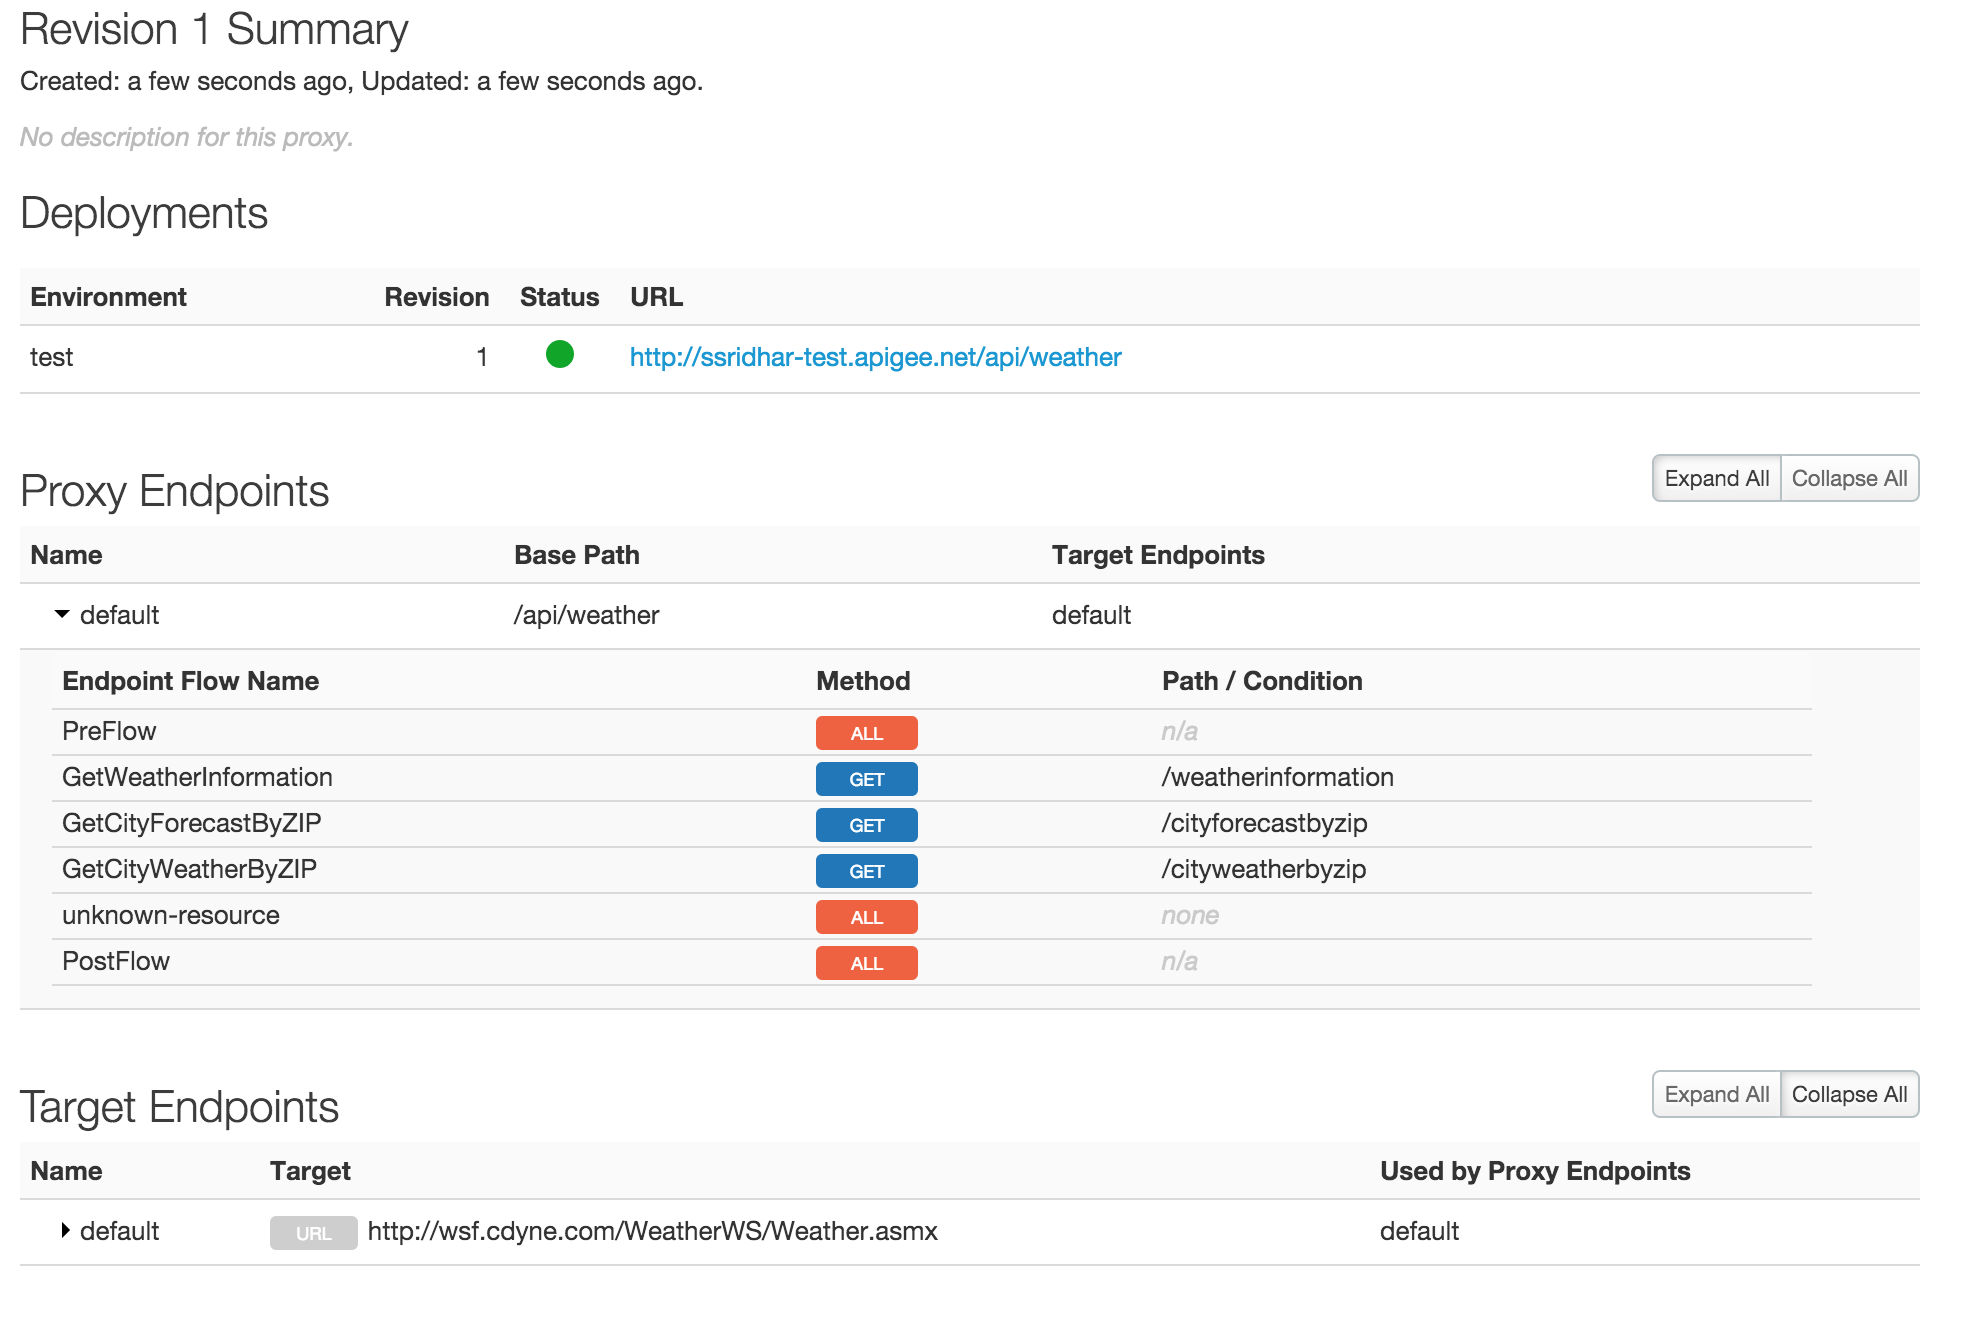 Revision 1 Summary
Created: a few seconds ago, Updated: a few seconds ago.
No description for this proxy.
Deployments
Environment Revision Status URL
test 1 http://ssridhar-test.apigee.net/api/weather
Proxy Endpoints Expand All Collapse All
Name Base Path Target Endpoints
default /api/weather default
Endpoint Flow Name Method Path / Condition
PreFlow ALL n/a
GetWeatherInformation GET /weatherinformation
GetCityForecastByZIP GET /cityforecastbyzip
GetCityWeatherByZIP GET /cityweatherbyzip
unknown-resource ALL none
PostFlow ALL n/a
Target Endpoints Expand All Collapse All
Name Target Used by Proxy Endpoints
default URL http://wsf.cdyne.com/WeatherWS/Weather.asmx default